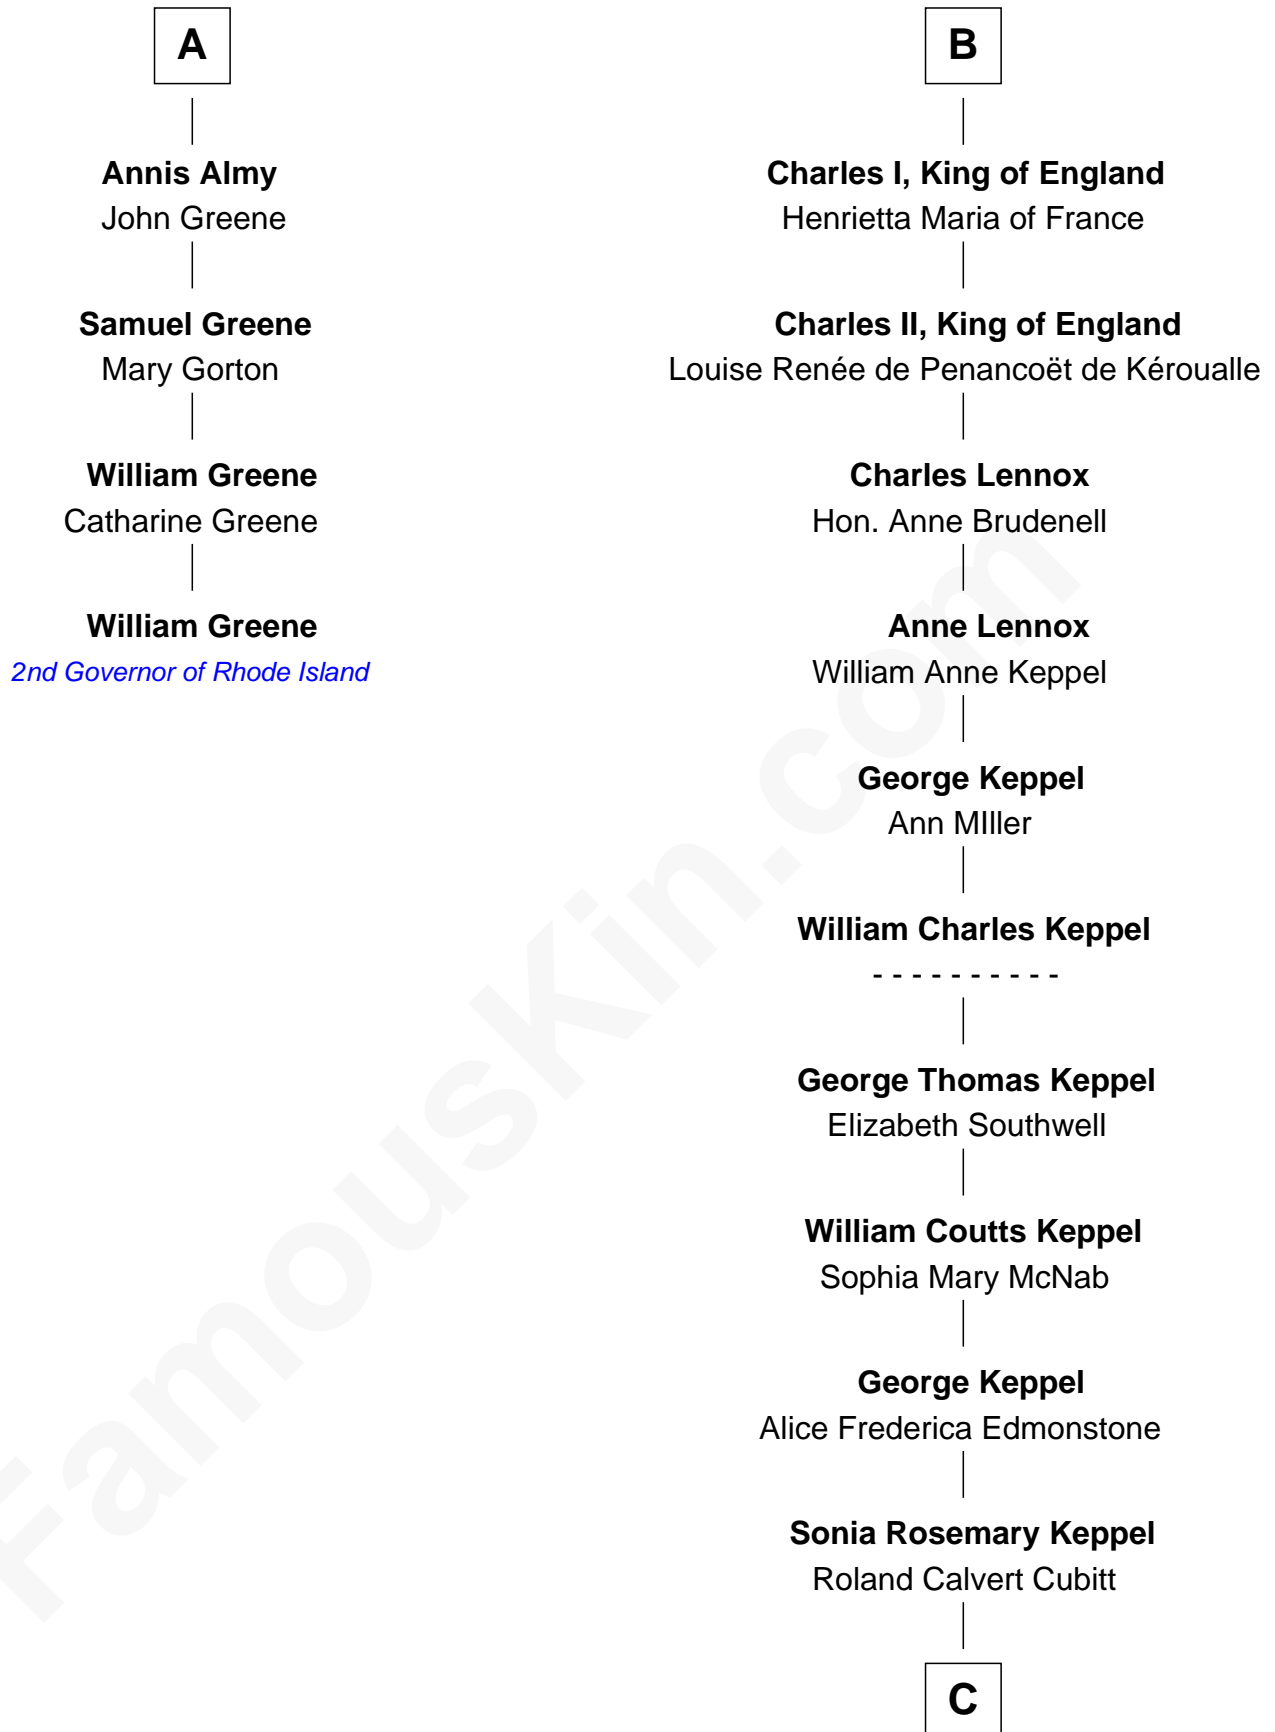 A
Annis Almy
John Greene
Samuel Greene
Mary Gorton
William Greene
Catharine Greene
William Greene
2nd Governor of Rhode Island
B
Charles I, King of England
Henrietta Maria of France
Charles II, King of England
Louise Renée de Penancoët de Kéroualle
Charles Lennox
Hon. Anne Brudenell
Anne Lennox
William Anne Keppel
George Keppel
Ann MIller
William Charles Keppel
- - - - - - - - - -
George Thomas Keppel
Elizabeth Southwell
William Coutts Keppel
Sophia Mary McNab
George Keppel
Alice Frederica Edmonstone
Sonia Rosemary Keppel
Roland Calvert Cubitt
C
FamousKin.com